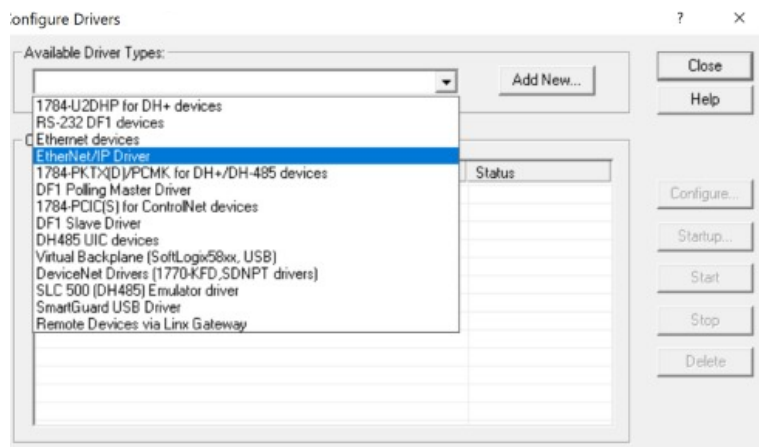 onfigure Drivers ? ×
Available Driver Types:
Add New...
Close
Help
1784-U2DHP for DH+ devices
RS-232 DF1 devices
Ethernet devices
EtherNet/IP Driver
1784-PKTX(D)/PCMK for DH+/DH-485 devices
DF1 Polling Master Driver
1784-PCIC(S) for ControlNet devices
DF1 Slave Driver
DH485 UIC devices
Virtual Backplane (SoftLogix58xx, USB)
DeviceNet Drivers (1770-KFD,SDNPT drivers)
SLC 500 (DH485) Emulator driver
SmartGuard USB Driver
Remote Devices via Linx Gateway
Status
Configure...
Startup...
Start
Stop
Delete